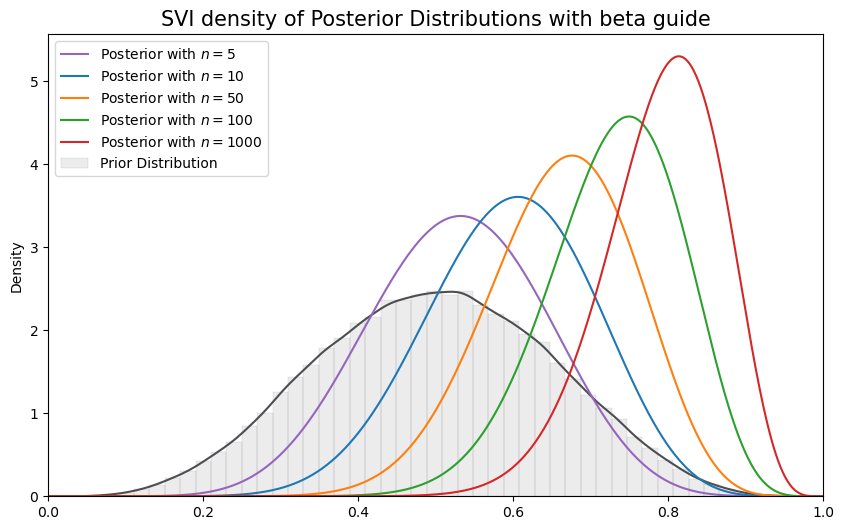 SVI density of Posterior Distributions with beta guide
Posterior with n = 5
Posterior with n = 10
Posterior with n = 50
Posterior with n = 100
Posterior with n = 1000
Prior Distribution
Density
5
4
3
2
1
0
0.0 0.2 0.4 0.6 0.8 1.0